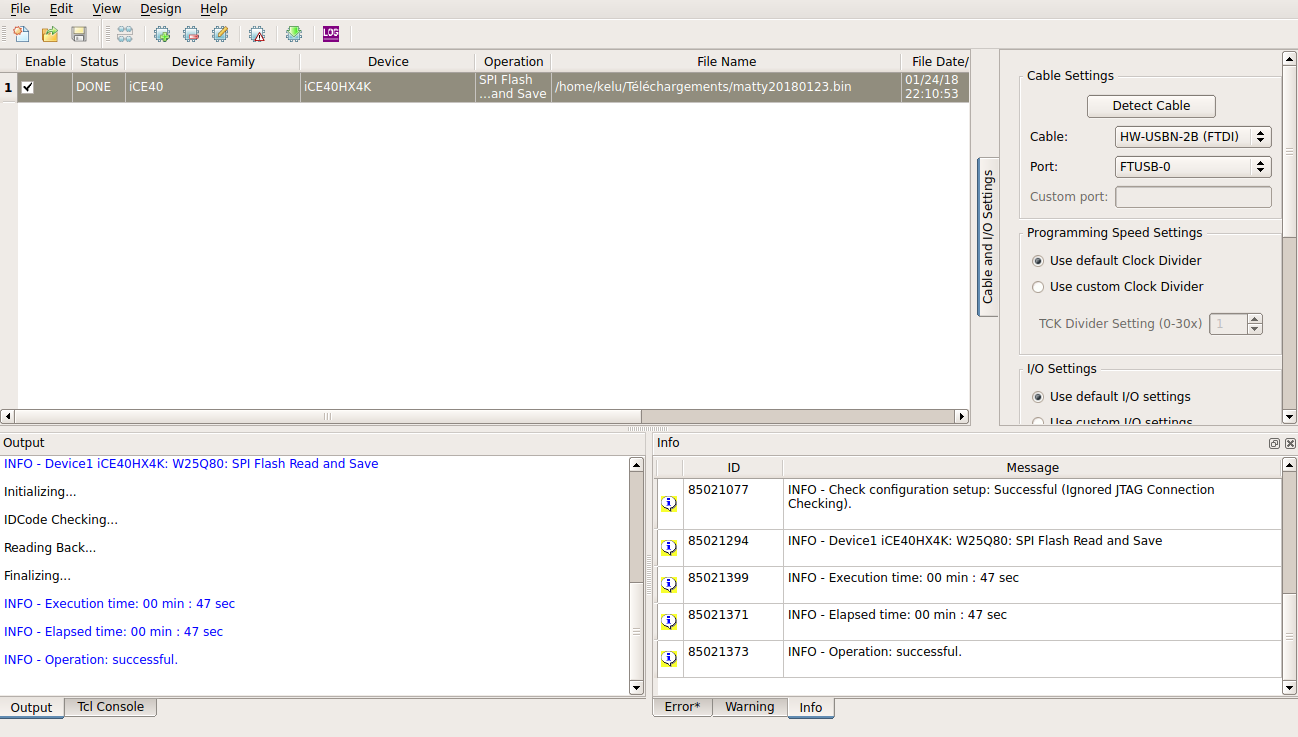 File Edit View Design Help
LOG
Enable Status Device Family Device Operation File Name File Date/
1 DONE iCE40 iCE40HX4K SPI Flash ...and Save /home/kelu/Téléchargements/matty20180123.bin 01/24/18 22:10:53
Cable and I/O Settings
Cable Settings
Detect Cable
Cable: HW-USBN-2B (FTDI)
Port: FTUSB-0
Custom port:
Programming Speed Settings
Use default Clock Divider
Use custom Clock Divider
TCK Divider Setting (0-30x) 1
I/O Settings
Use default I/O settings
Use custom I/O settings
Output
INFO - Device1 iCE40HX4K: W25Q80: SPI Flash Read and Save
Initializing...
IDCode Checking...
Reading Back...
Finalizing...
INFO - Execution time: 00 min : 47 sec
INFO - Elapsed time: 00 min : 47 sec
INFO - Operation: successful.
Output Tcl Console
Info
ID Message
85021077 INFO - Check configuration setup: Successful (Ignored JTAG Connection
Checking).
85021294 INFO - Device1 iCE40HX4K: W25Q80: SPI Flash Read and Save
85021399 INFO - Execution time: 00 min : 47 sec
85021371 INFO - Elapsed time: 00 min : 47 sec
85021373 INFO - Operation: successful.
Error* Warning Info